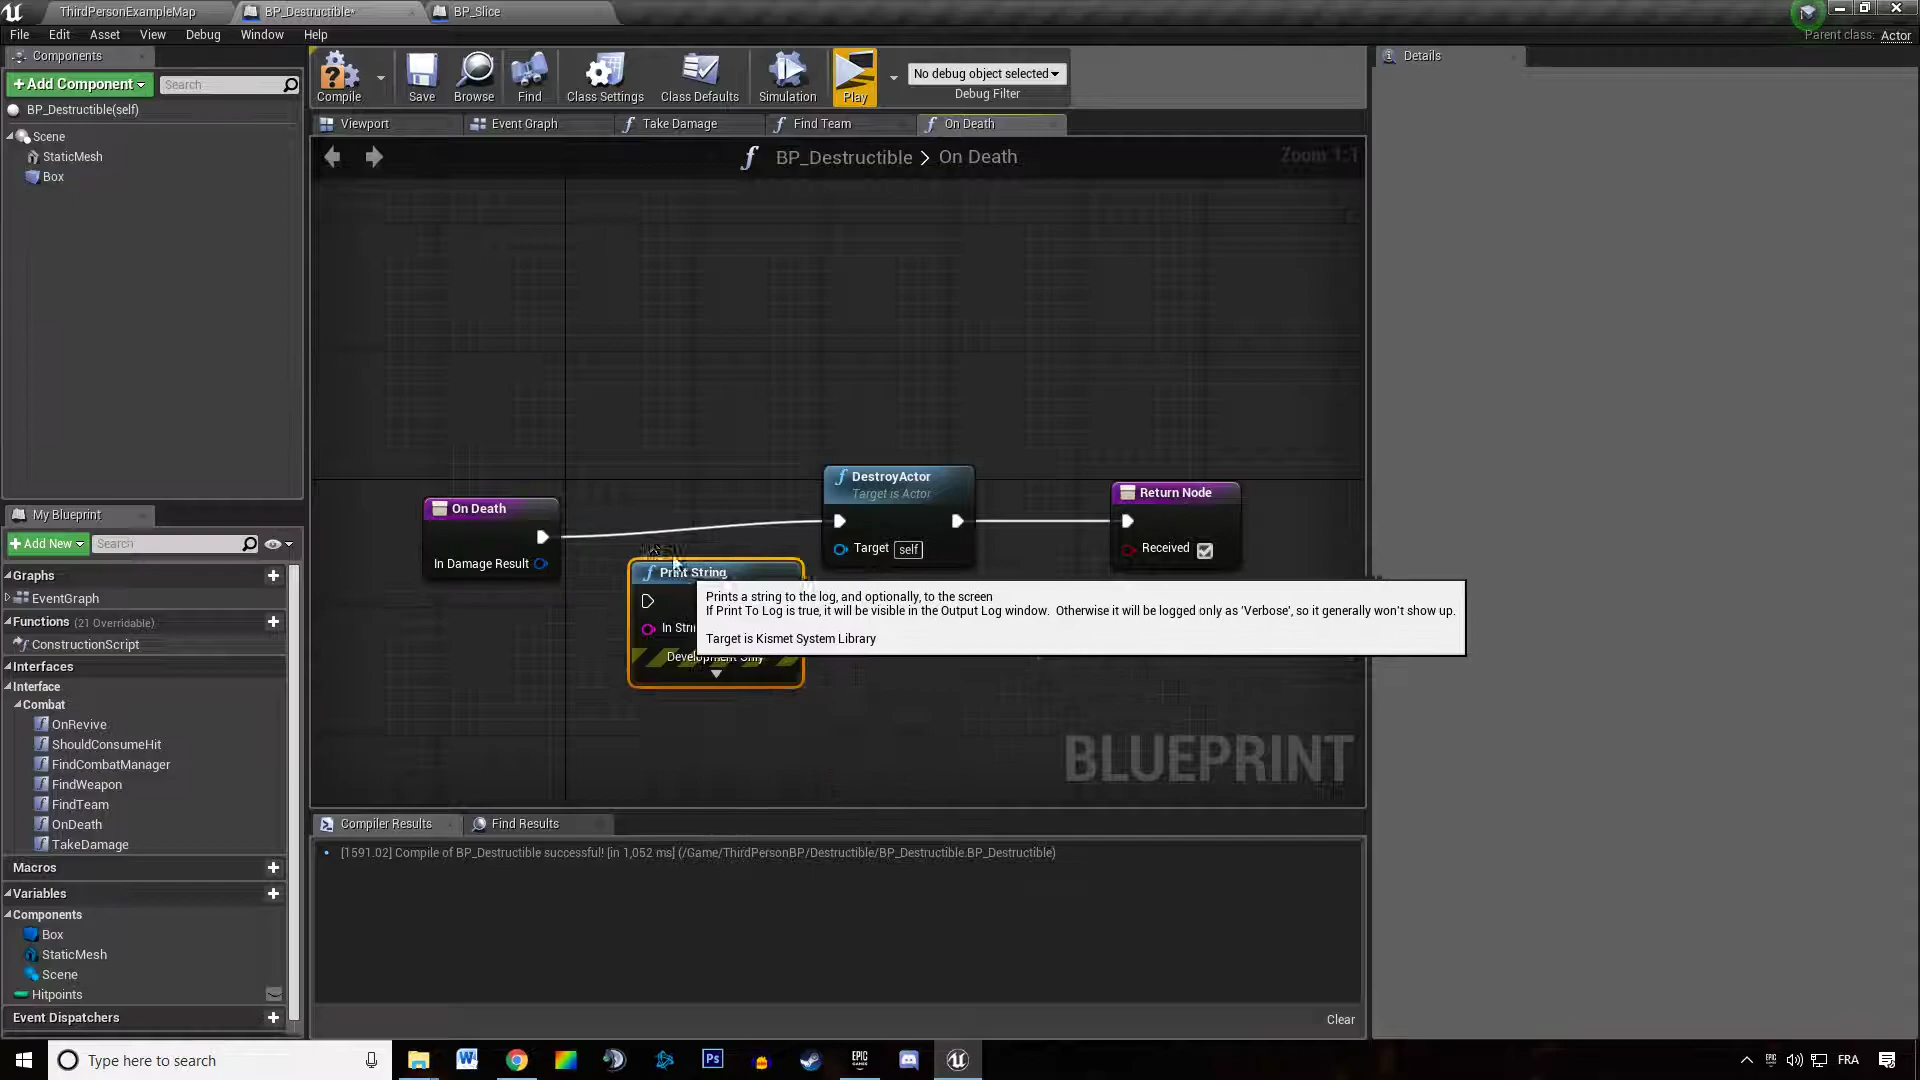 ThirdPersonExampleMap
BP_Destructible*
BP_Slice
File Edit Asset View Debug Window Help
Parent class: Actor
Components
+Add Component
Search
BP_Destructible(self)
Scene
StaticMesh
Box
Compile
Save
Browse
Find
Class Settings
Class Defaults
Simulation
Play
No debug object selected
Debug Filter
Details
Viewport
Event Graph
Take Damage
Find Team
On Death
BP_Destructible > On Death
Zoom 1:1
On Death
In Damage Result
DestroyActor
Target is Actor
Target self
Return Node
Received
Print String
In Stri
Development Only
Prints a string to the log, and optionally, to the screen
If Print To Log is true, it will be visible in the Output Log window. Otherwise it will be logged only as 'Verbose', so it generally won't show up.
Target is Kismet System Library
BLUEPRINT
My Blueprint
+Add New
Search
Graphs
EventGraph
Functions (21 Overridable)
ConstructionScript
Interfaces
Interface
Combat
OnRevive
ShouldConsumeHit
FindCombatManager
FindWeapon
FindTeam
OnDeath
TakeDamage
Macros
Variables
Components
Box
StaticMesh
Scene
Hitpoints
Event Dispatchers
Compiler Results
Find Results
[1591.02] Compile of BP_Destructible successful! [in 1,052 ms] (/Game/ThirdPersonBP/Destructible/BP_Destructible.BP_Destructible)
Clear
Type here to search
FRA